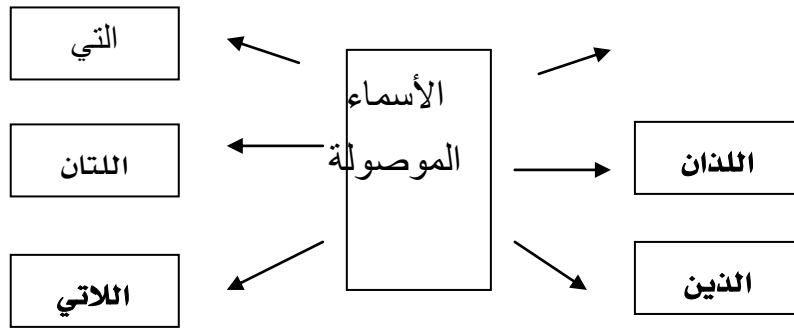 الأسماء
الموصولة
اللذان
الذين
التي
اللتان
اللاتي